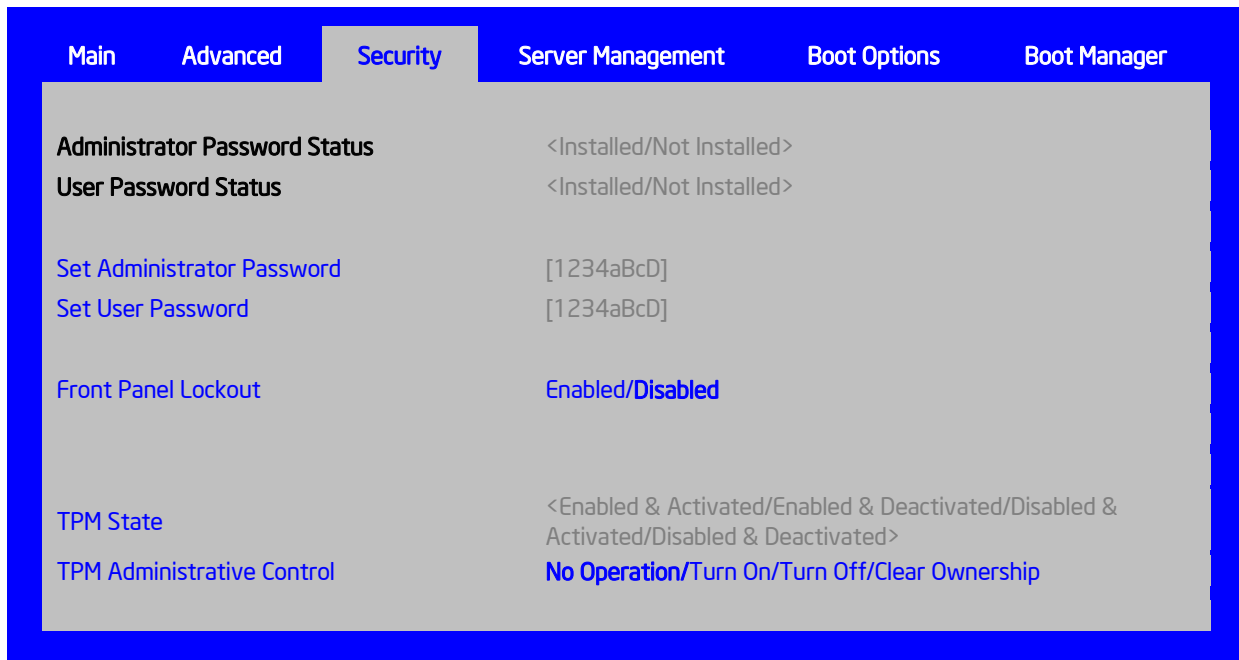 Main Advanced Security Server Management Boot Options Boot Manager
Administrator Password Status <Installed/Not Installed>
User Password Status <Installed/Not Installed>
Set Administrator Password [1234aBcD]
Set User Password [1234aBcD]
Front Panel Lockout Enabled/Disabled
TPM State <Enabled & Activated/Enabled & Deactivated/Disabled &
Activated/Disabled & Deactivated>
TPM Administrative Control No Operation/Turn On/Turn Off/Clear Ownership